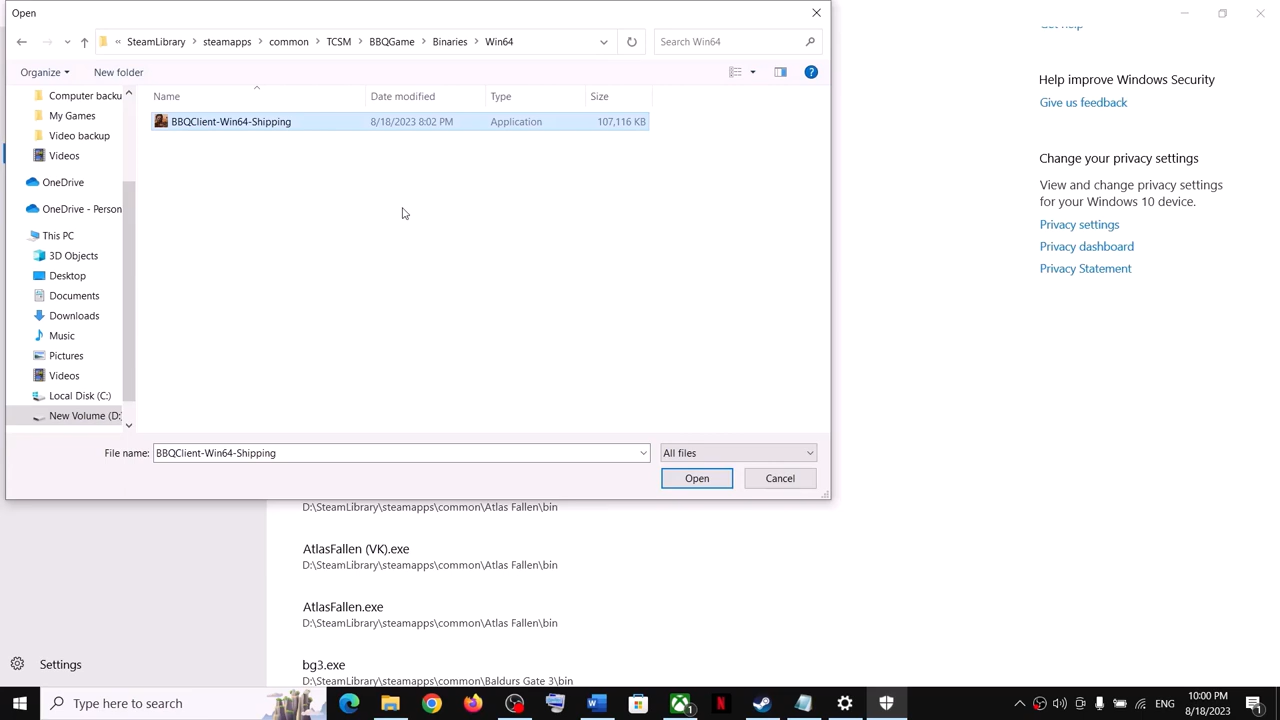 Open
SteamLibrary > steamapps > common > TCSM > BBQGame > Binaries > Win64
Search Win64
Organize
New folder
Name
Date modified
Type
Size
BBQClient-Win64-Shipping
8/18/2023 8:02 PM
Application
107,116 KB
Computer backu
My Games
Video backup
Videos
OneDrive
OneDrive - Person
This PC
3D Objects
Desktop
Documents
Downloads
Music
Pictures
Videos
Local Disk (C:)
New Volume (D:
File name:
BBQClient-Win64-Shipping
All files
Open
Cancel
Get help
Help improve Windows Security
Give us feedback
Change your privacy settings
View and change privacy settings
for your Windows 10 device.
Privacy settings
Privacy dashboard
Privacy Statement
D:\SteamLibrary\steamapps\common\Atlas Fallen\bin
AtlasFallen (VK).exe
D:\SteamLibrary\steamapps\common\Atlas Fallen\bin
AtlasFallen.exe
D:\SteamLibrary\steamapps\common\Atlas Fallen\bin
bg3.exe
D:\SteamLibrary\steamapps\common\Baldurs Gate 3\bin
Settings
Type here to search
ENG
10:00 PM
8/18/2023